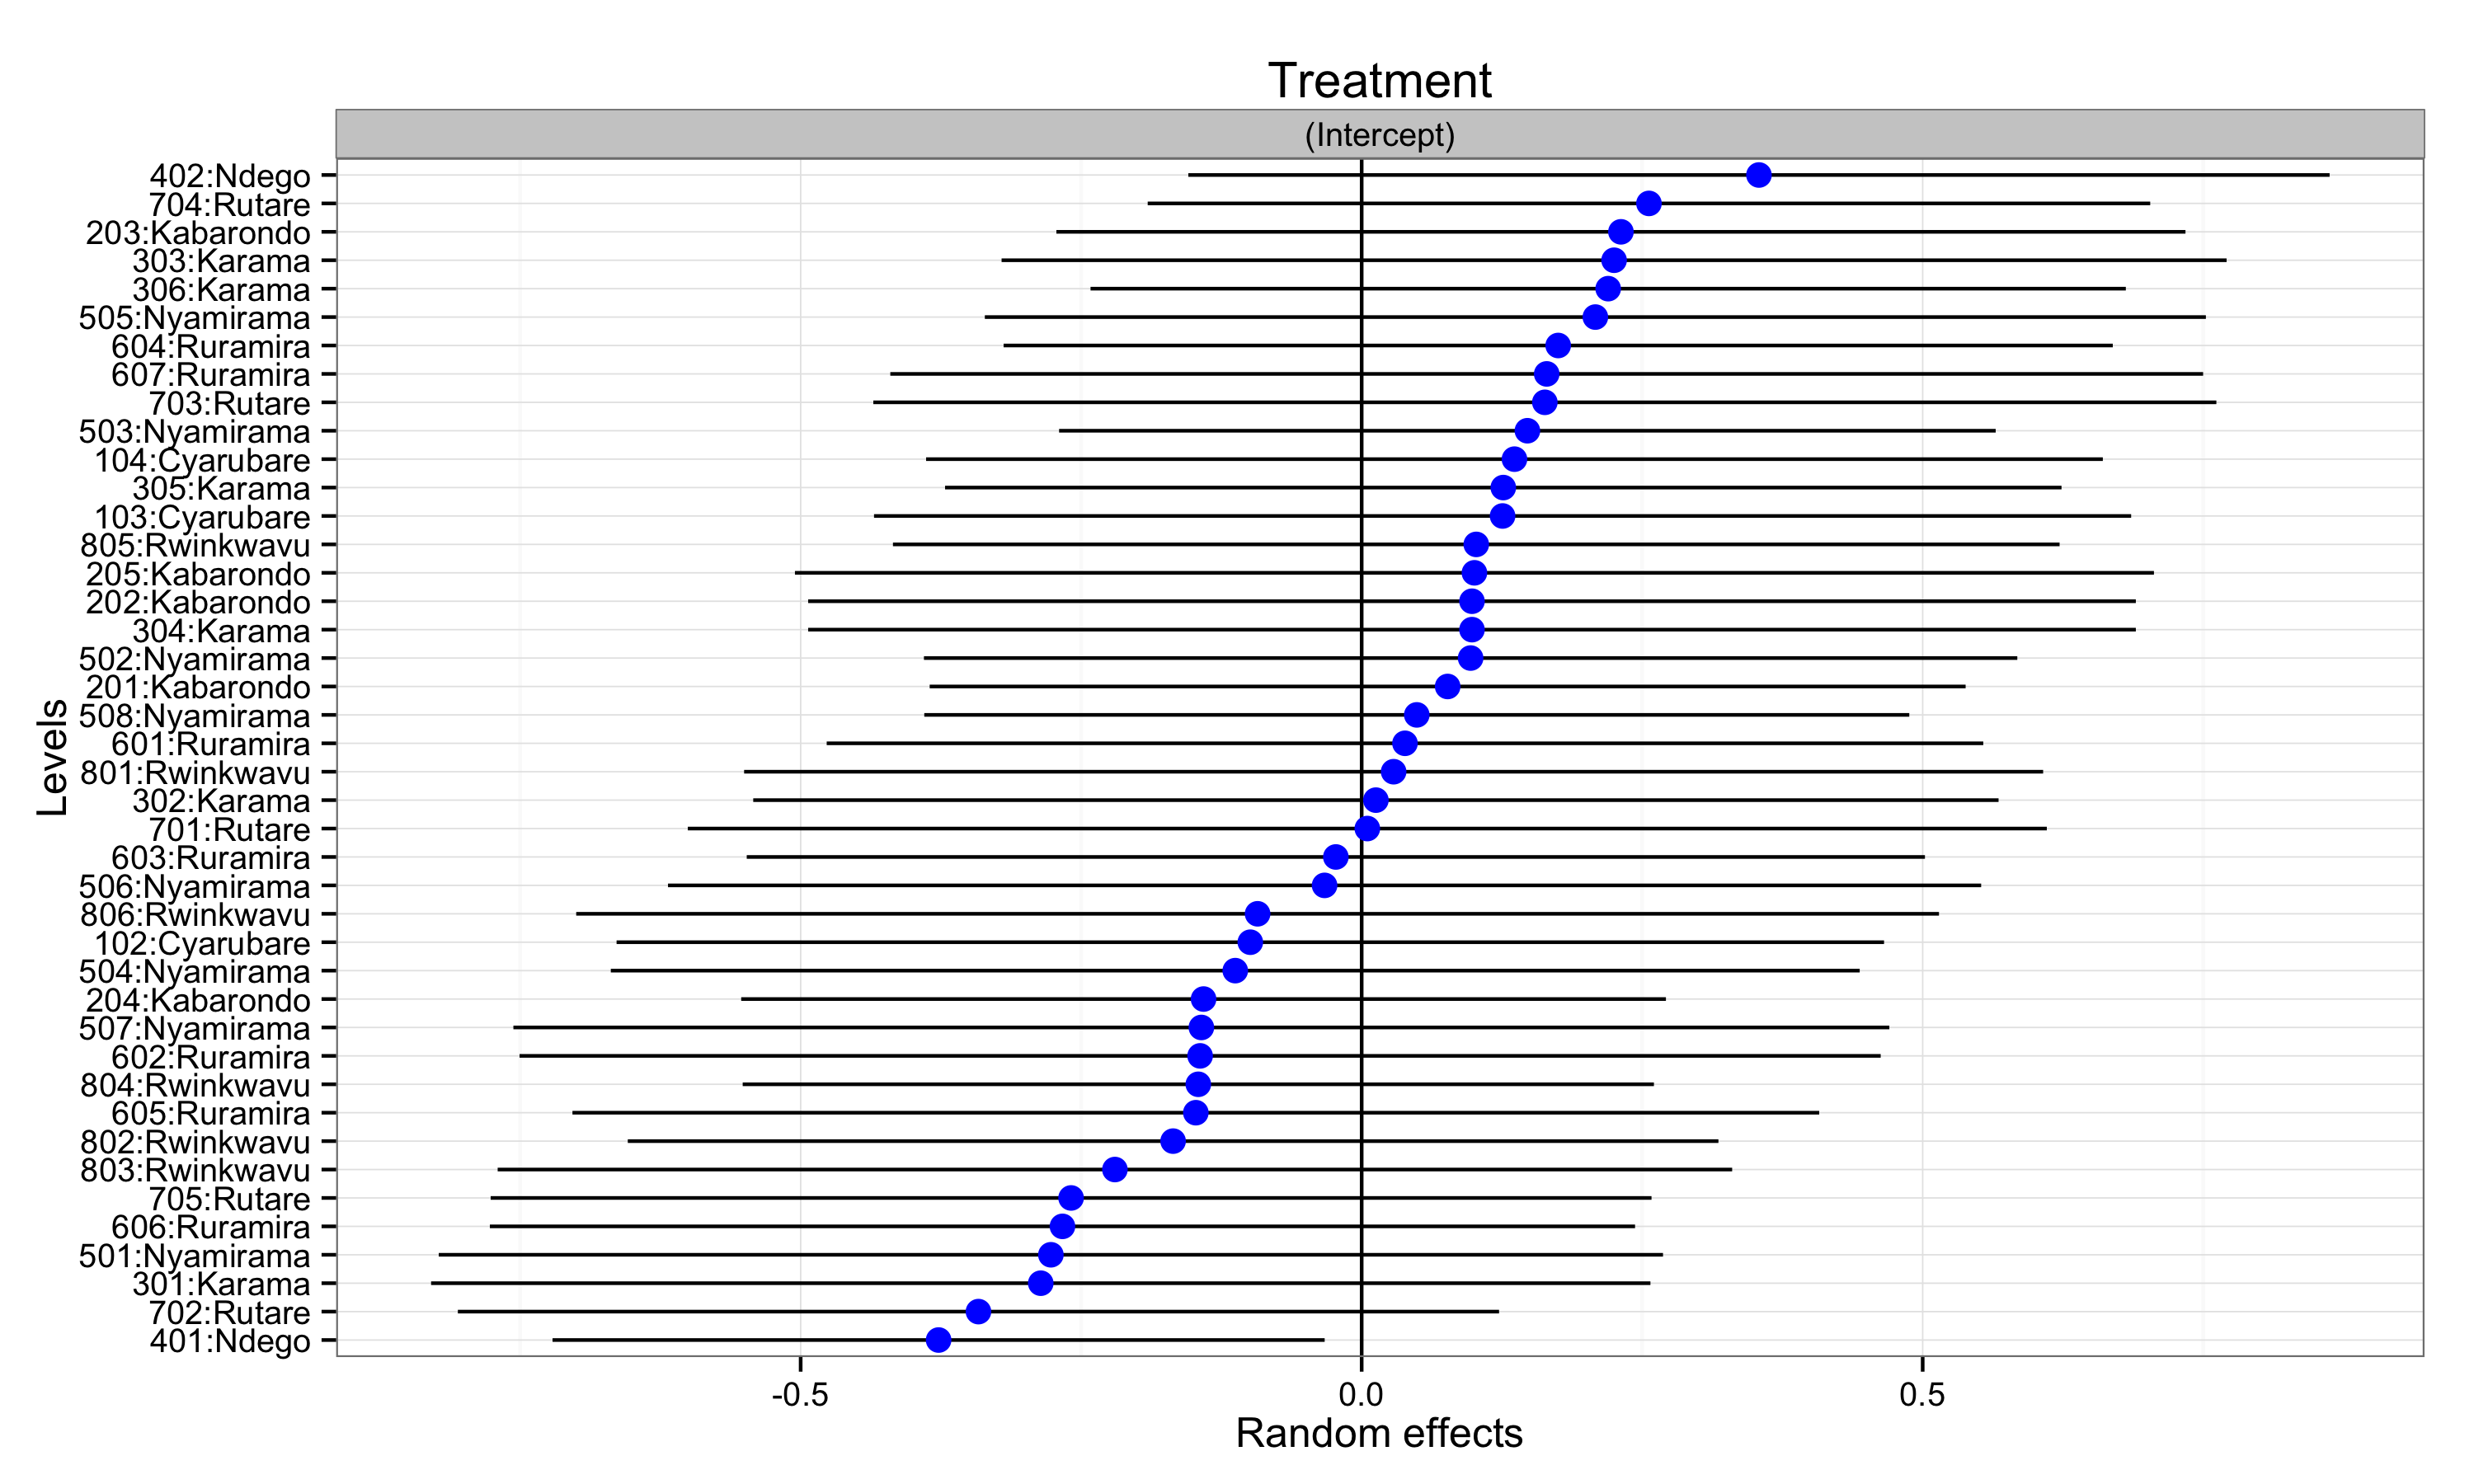 Treatment
(Intercept)
402:Ndego
704:Rutare
203:Kabarondo
303:Karama
306:Karama
505:Nyamirama
604:Ruramira
607:Ruramira
703:Rutare
503:Nyamirama
104:Cyarubare
305:Karama
103:Cyarubare
805:Rwinkwavu
205:Kabarondo
202:Kabarondo
304:Karama
502:Nyamirama
201:Kabarondo
508:Nyamirama
601:Ruramira
801:Rwinkwavu
302:Karama
701:Rutare
603:Ruramira
506:Nyamirama
806:Rwinkwavu
102:Cyarubare
504:Nyamirama
204:Kabarondo
507:Nyamirama
602:Ruramira
804:Rwinkwavu
605:Ruramira
802:Rwinkwavu
803:Rwinkwavu
705:Rutare
606:Ruramira
501:Nyamirama
301:Karama
702:Rutare
401:Ndego
Levels
-0.5 0.0 0.5
Random effects